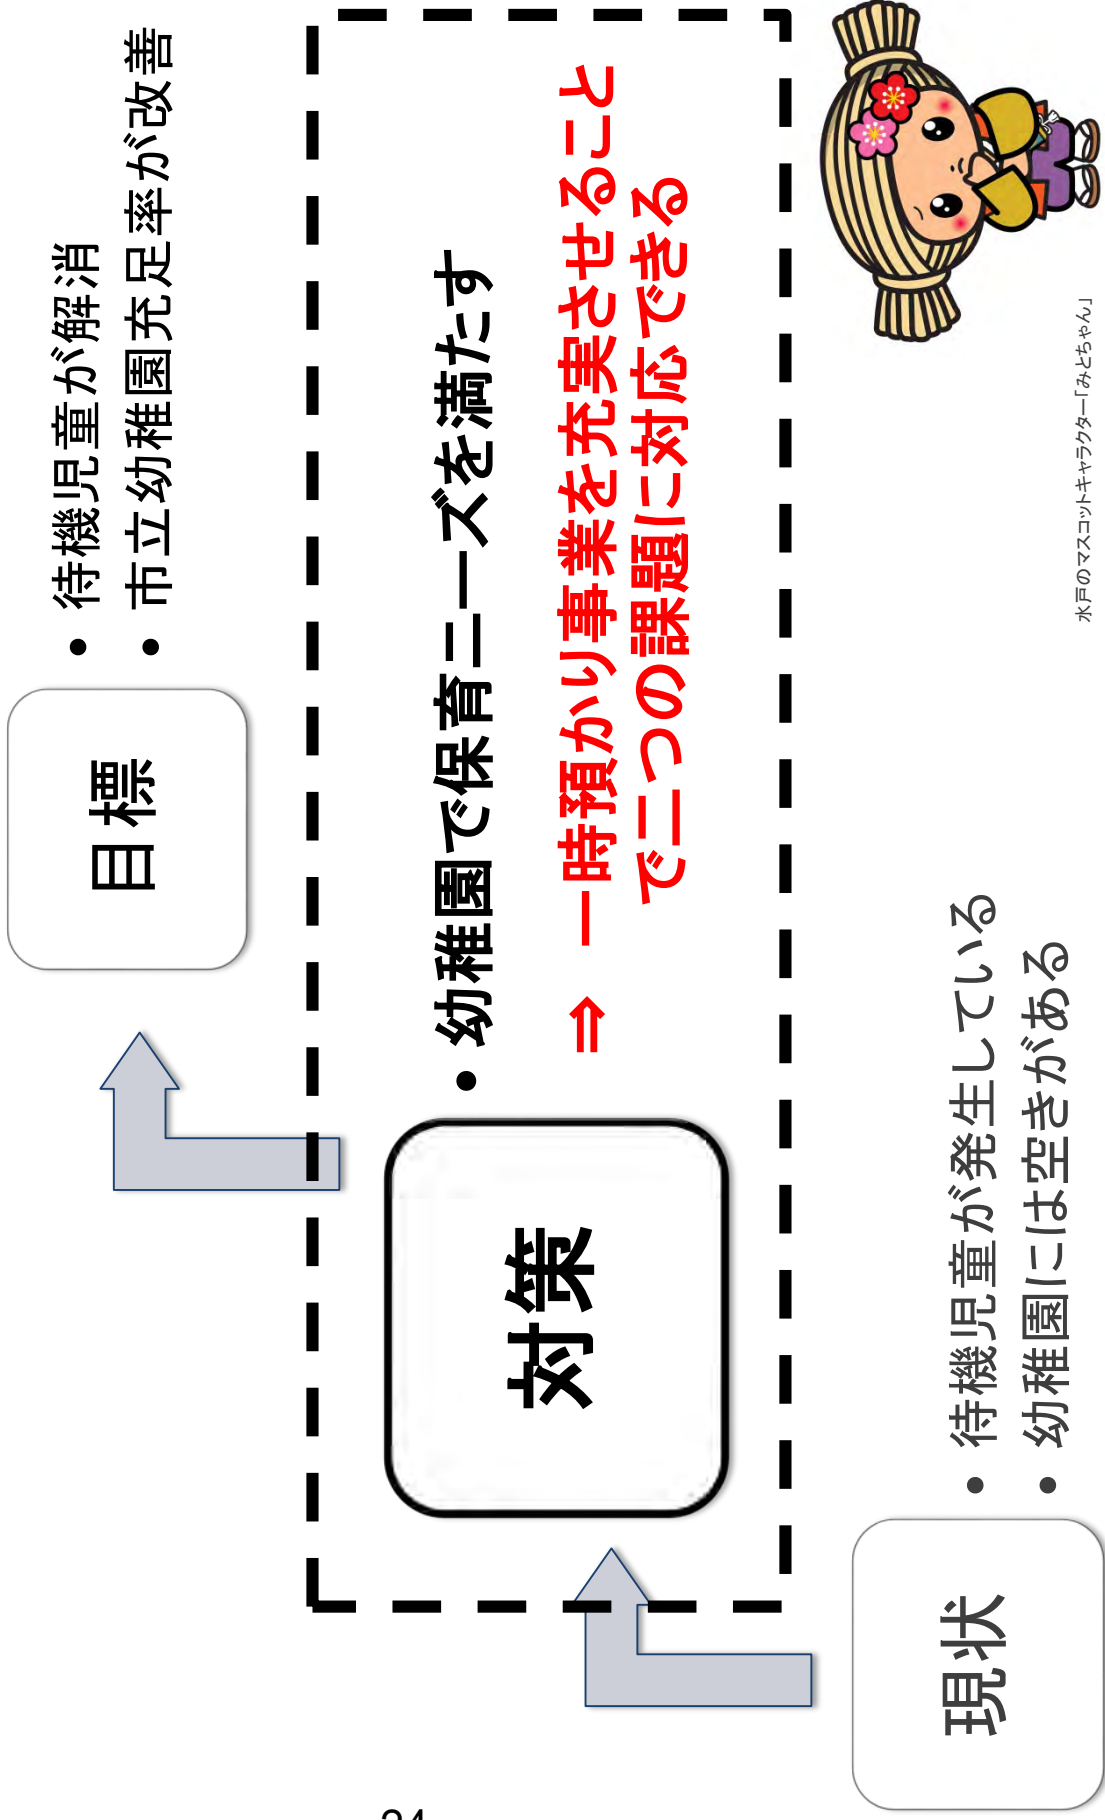 目標
• 待機児童が解消
• 市立幼稚園充足率が改善
対策
• 幼稚園で保育ニーズを満たす
⇒ 一時預かり事業を充実させること
で二つの課題に対応できる
現状
• 待機児童が発生している
• 幼稚園には空きがある
水戸のマスコットキャラクター「みとちゃん」